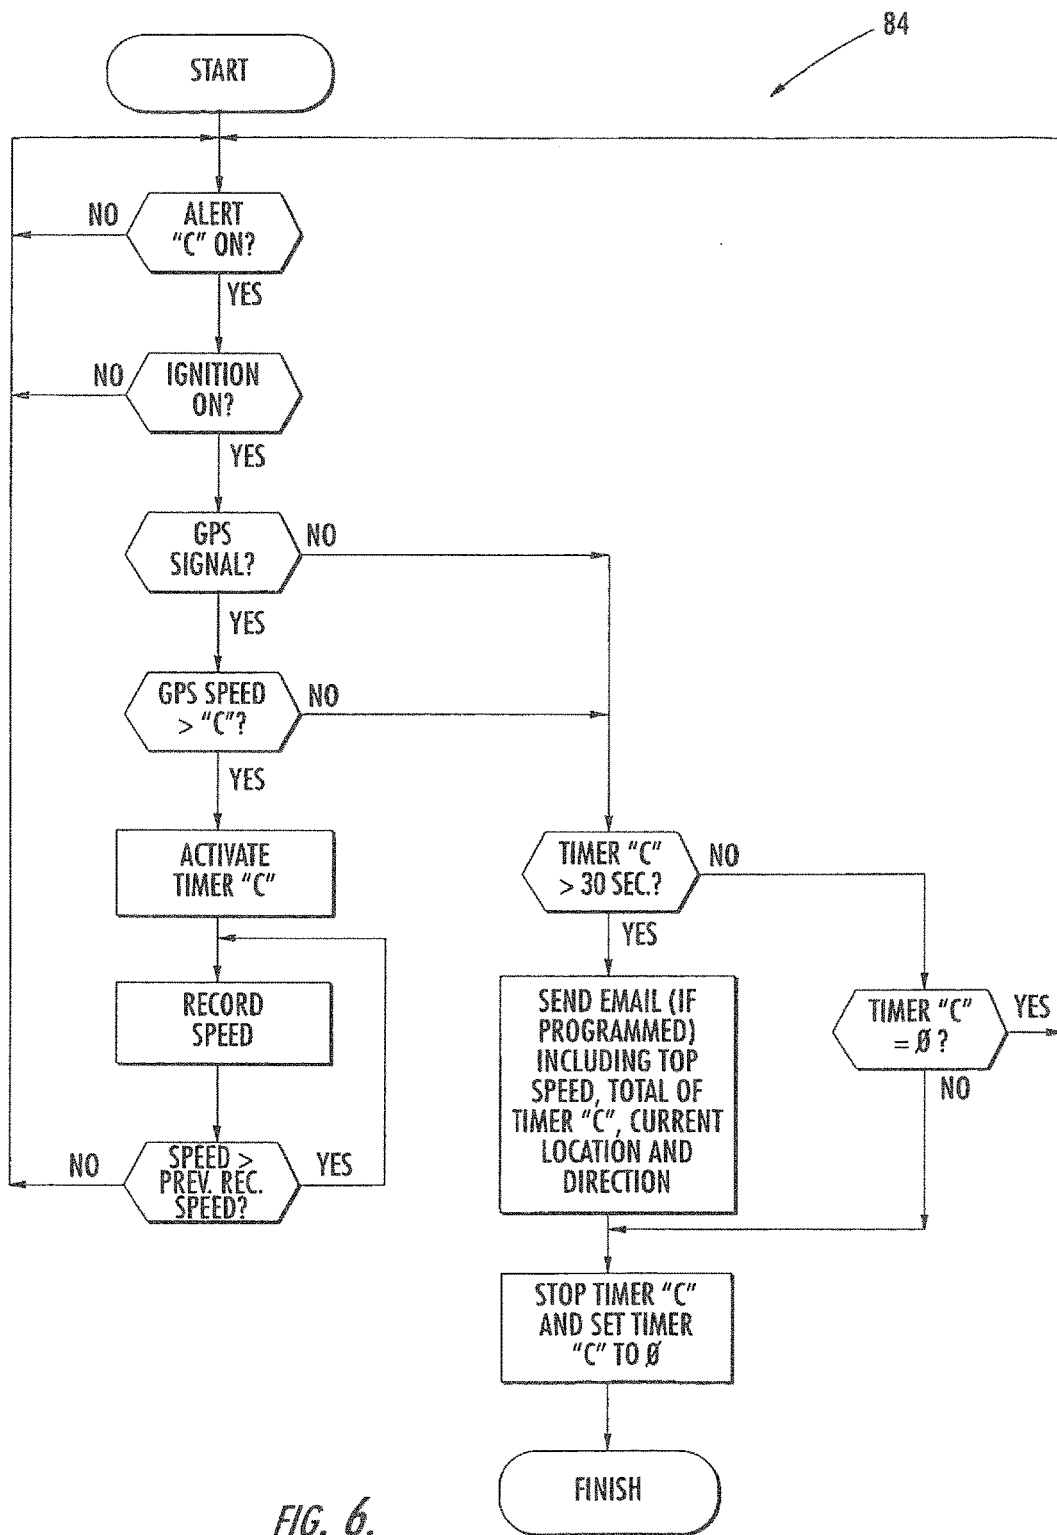 84
START
ALERT
"C" ON?
NO
YES
IGNITION
ON?
NO
YES
GPS
SIGNAL?
NO
YES
GPS SPEED
> "C"?
NO
YES
ACTIVATE
TIMER "C"
RECORD
SPEED
SPEED >
PREV. REC.
SPEED?
NO
YES
TIMER "C"
> 30 SEC.?
NO
YES
SEND EMAIL (IF
PROGRAMMED)
INCLUDING TOP
SPEED, TOTAL OF
TIMER "C", CURRENT
LOCATION AND
DIRECTION
TIMER "C"
= Ø ?
YES
NO
STOP TIMER "C"
AND SET TIMER
"C" TO Ø
FINISH
FIG. 6.